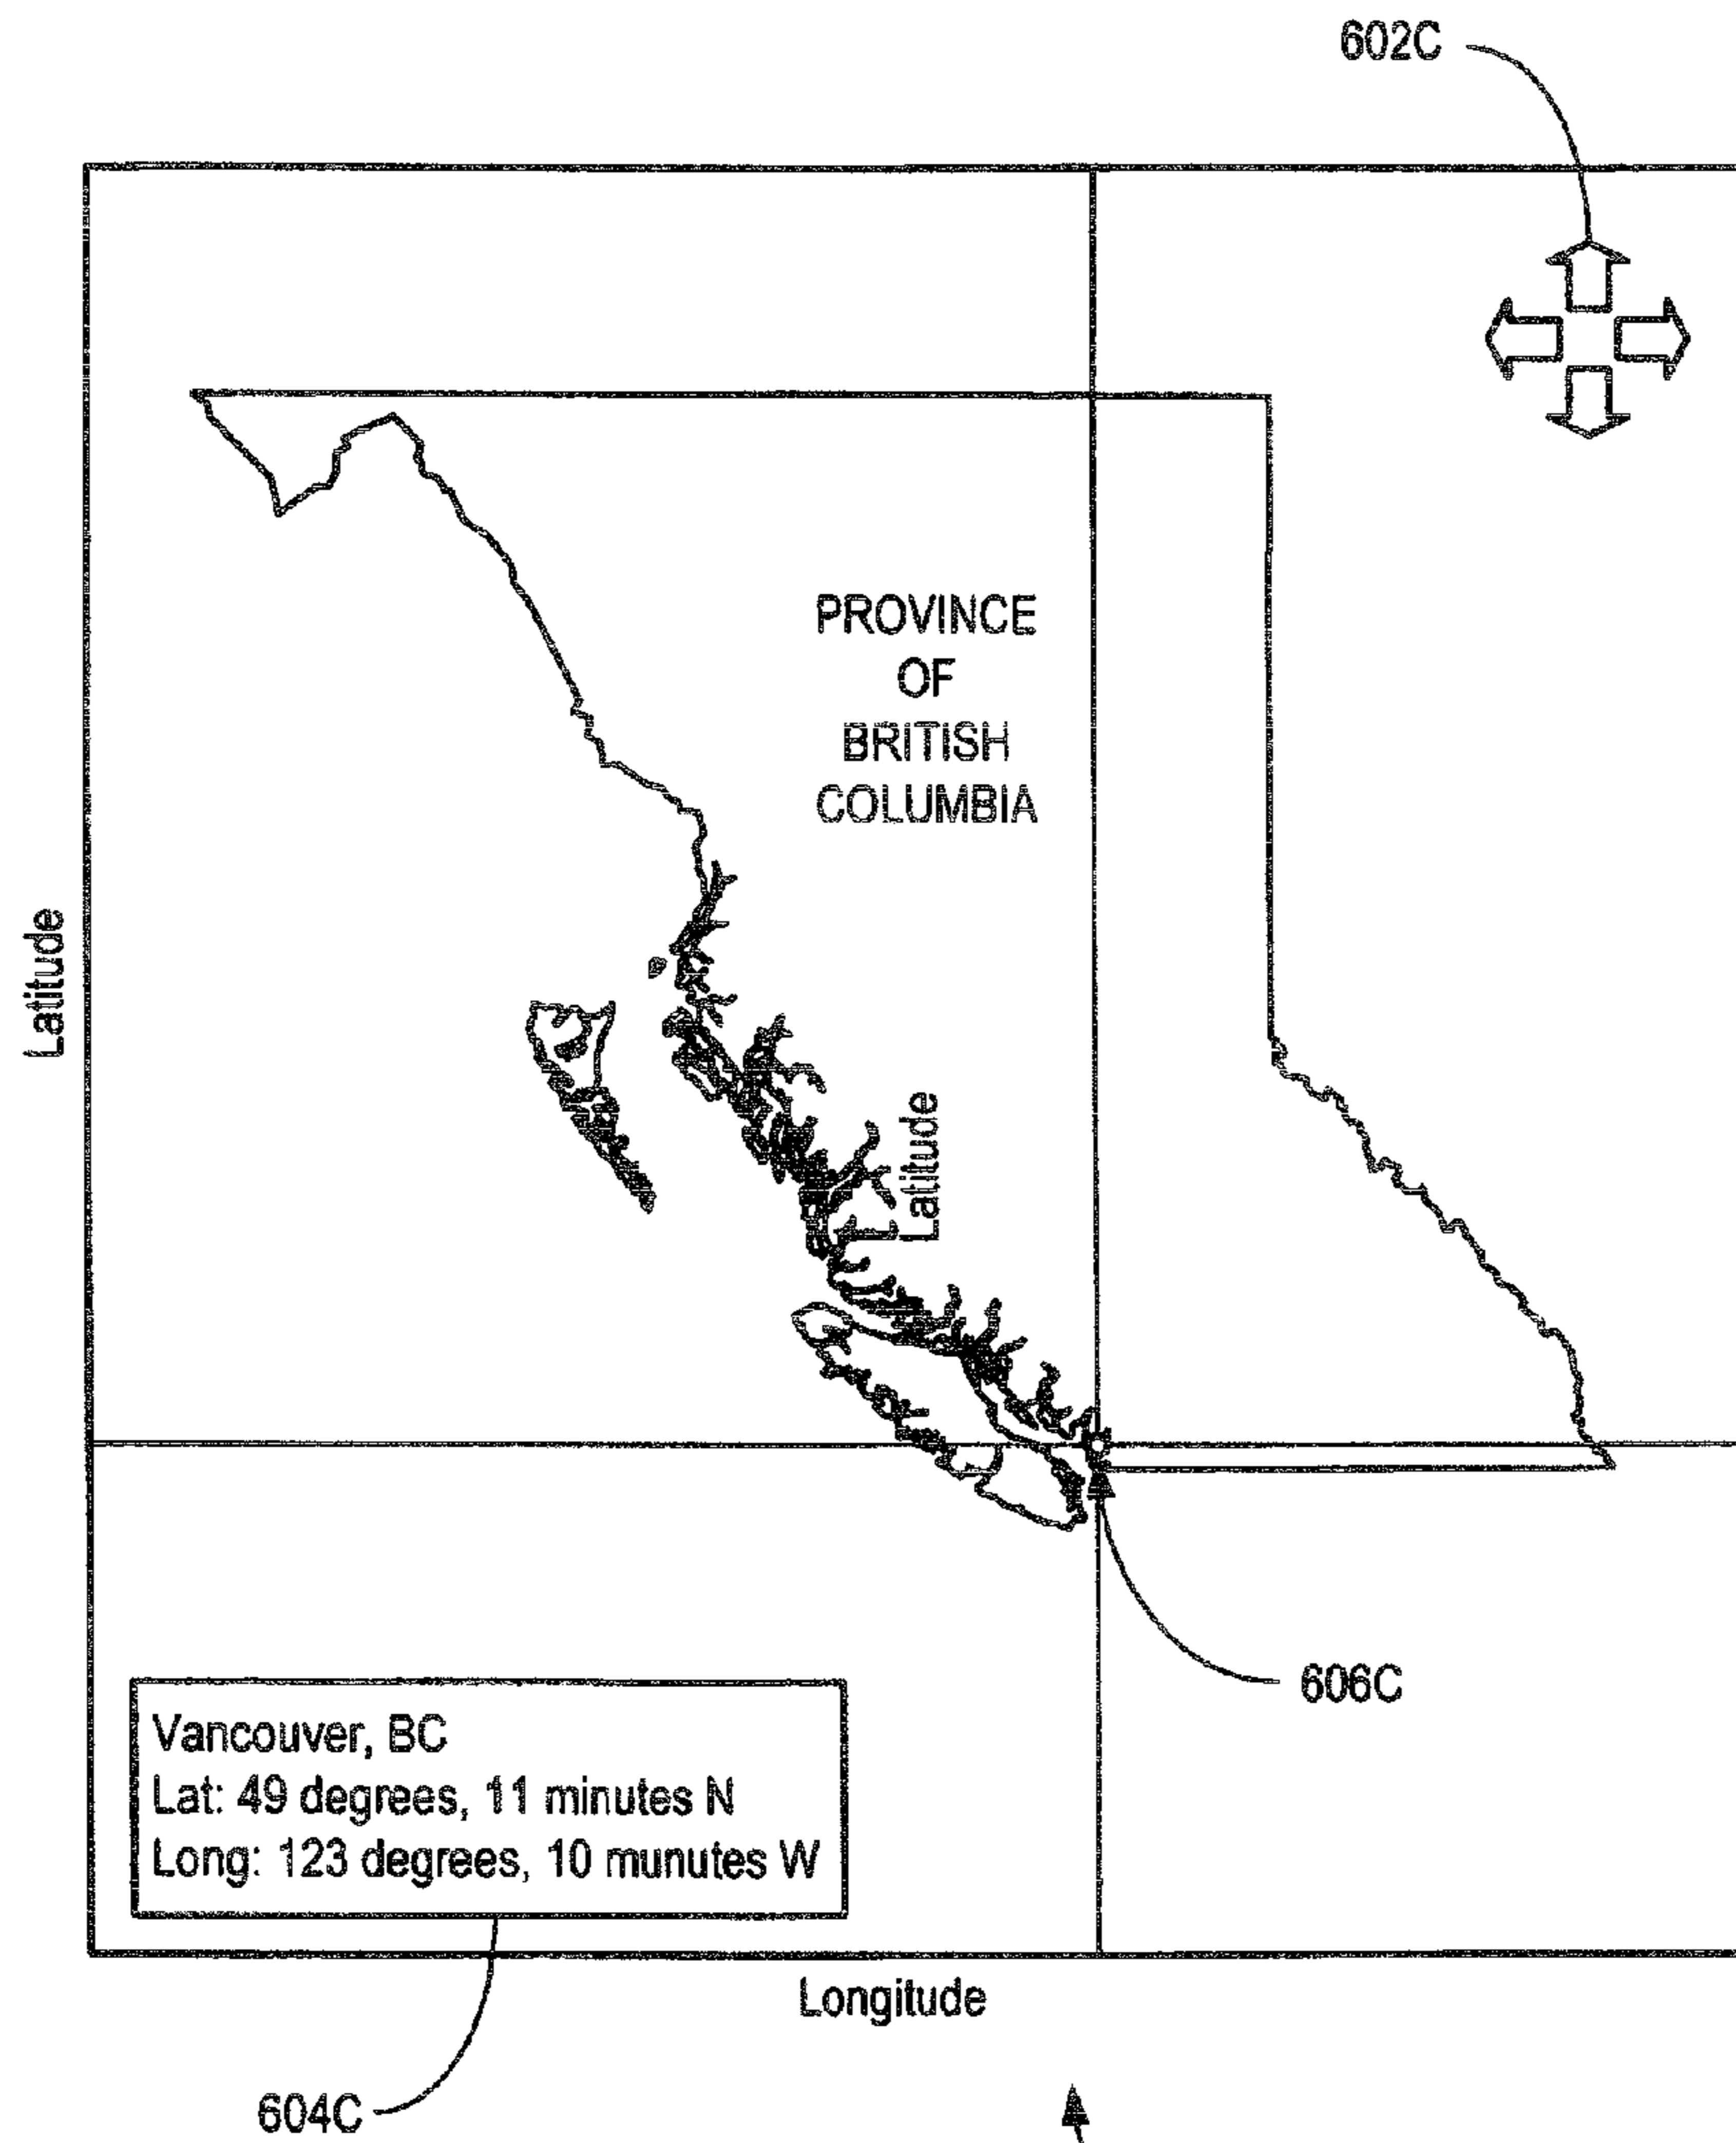 602C
PROVINCE
OF
BRITISH
COLUMBIA
Latitude
Latitude
606C
Vancouver, BC
Lat: 49 degrees, 11 minutes N
Long: 123 degrees, 10 munutes W
Longitude
604C